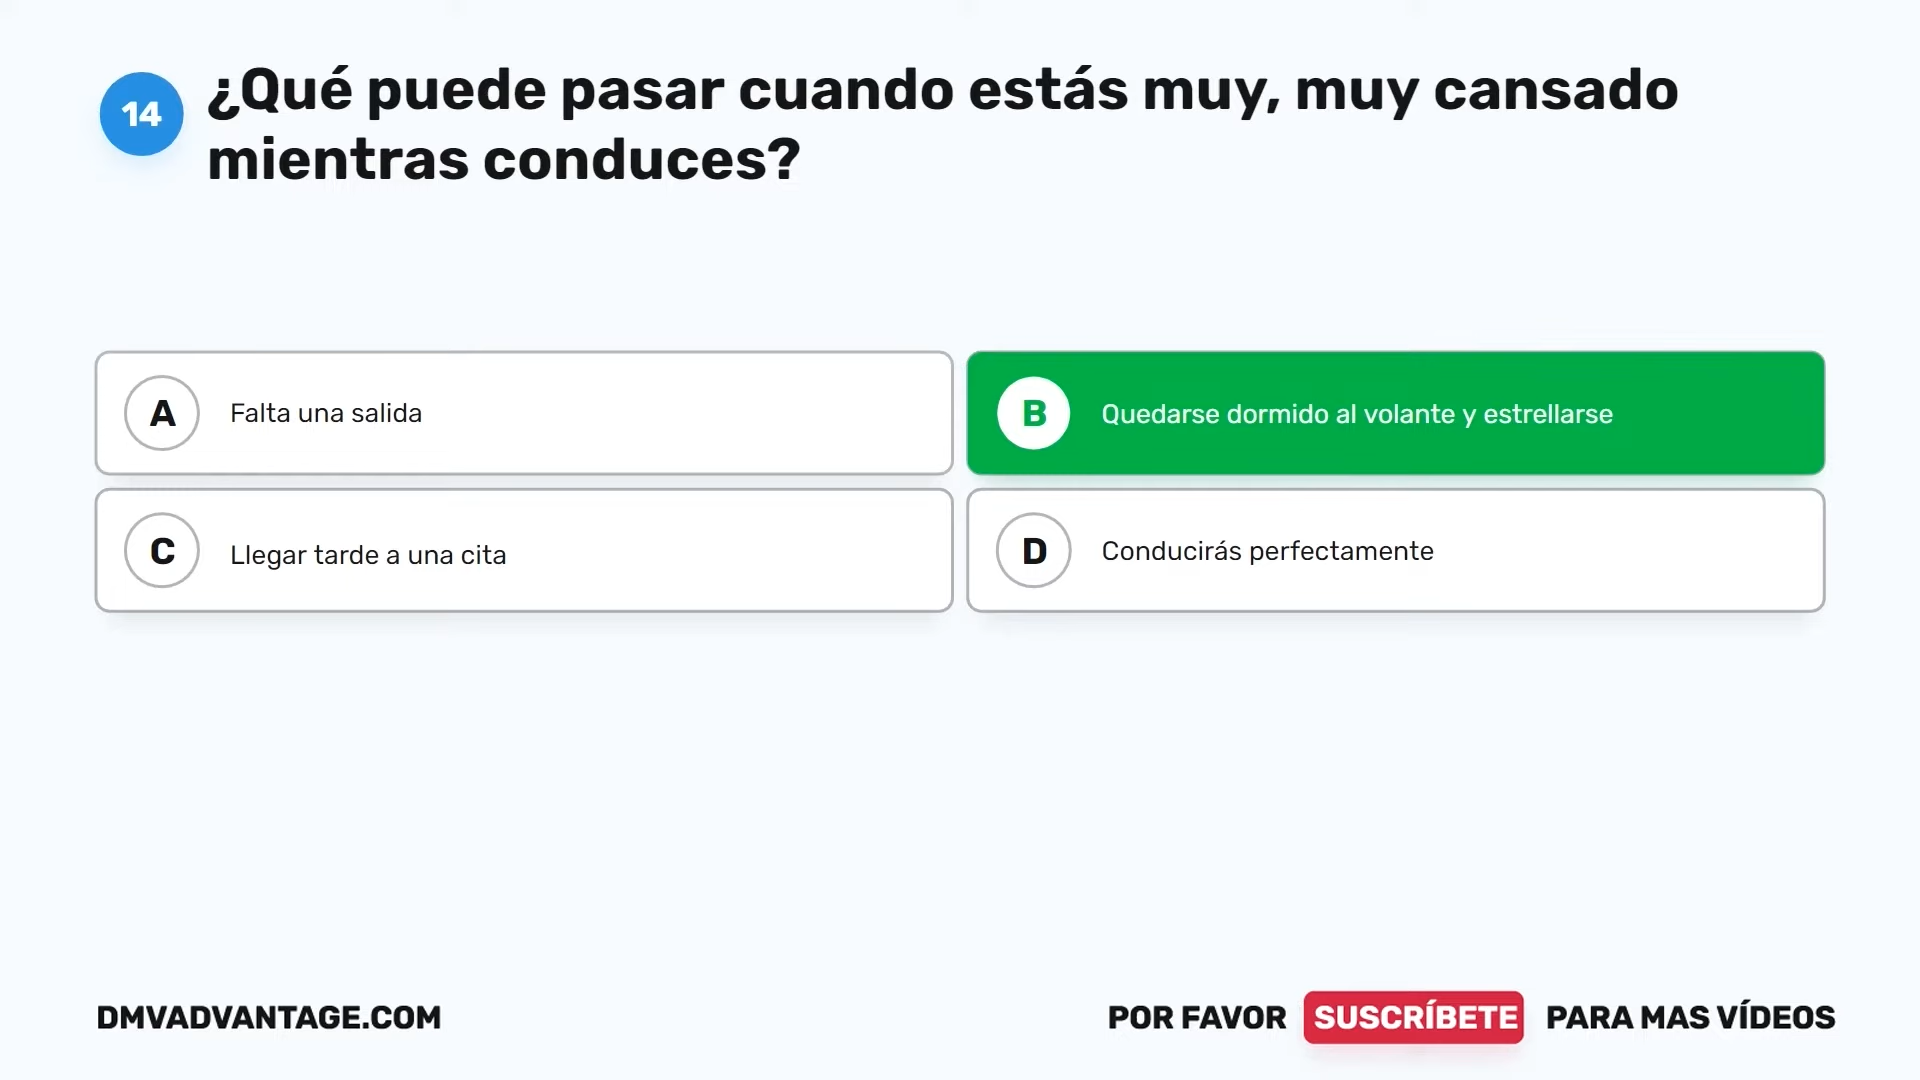 14
¿Qué puede pasar cuando estás muy, muy cansado
mientras conduces?
A Falta una salida
B Quedarse dormido al volante y estrellarse
C Llegar tarde a una cita
D Conducirás perfectamente
DMVADVANTAGE.COM
POR FAVOR SUSCRÍBETE PARA MAS VÍDEOS